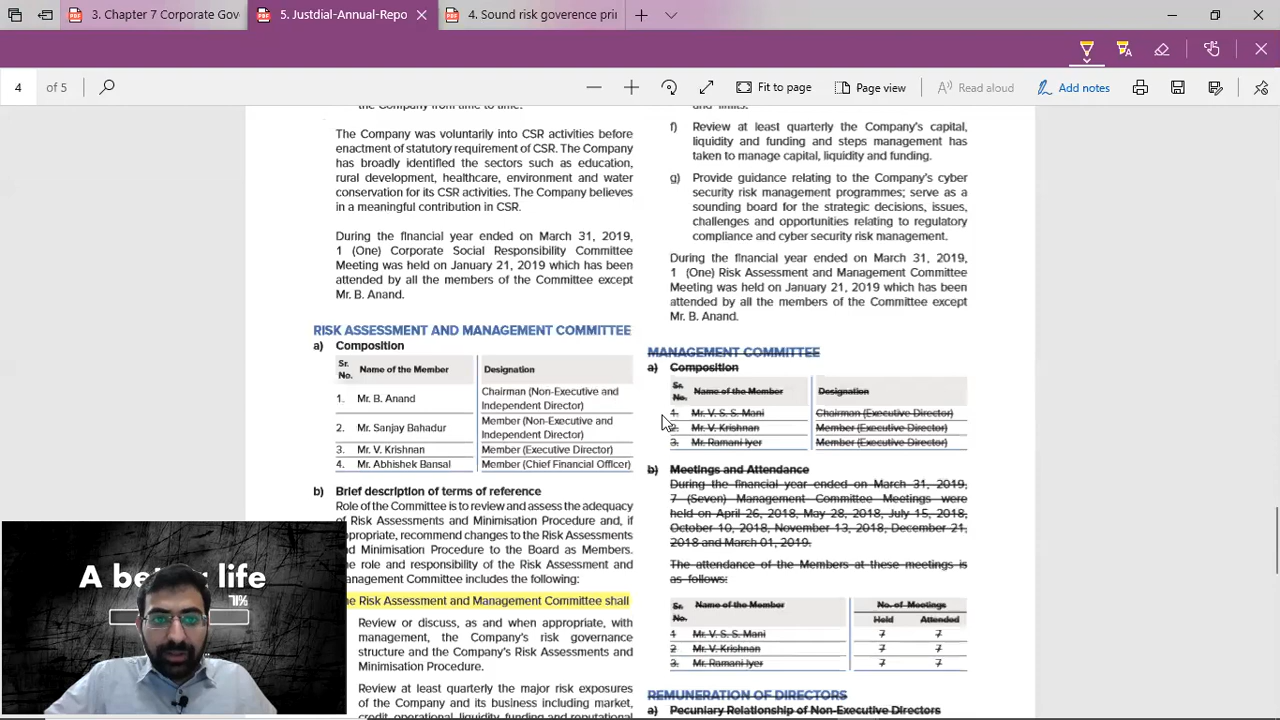 3. Chapter 7 Corporate Gov
5. Justdial-Annual-Repo
4. Sound risk goverence pri
4 of 5
Fit to page
Page view
Read aloud
Add notes
the Company from time to time.
The Company was voluntarily into CSR activities before
enactment of statutory requirement of CSR. The Company
has broadly identified the sectors such as education,
rural development, healthcare, environment and water
conservation for its CSR activities. The Company believes
in a meaningful contribution in CSR.
During the financial year ended on March 31, 2019,
1 (One) Corporate Social Responsibility Committee
Meeting was held on January 21, 2019 which has been
attended by all the members of the Committee except
Mr. B. Anand.
RISK ASSESSMENT AND MANAGEMENT COMMITTEE
a) Composition
Sr. No. Name of the Member Designation
1. Mr. B. Anand Chairman (Non-Executive and
Independent Director)
2. Mr. Sanjay Bahadur Member (Non-Executive and
Independent Director)
3. Mr. V. Krishnan Member (Executive Director)
4. Mr. Abhishek Bansal Member (Chief Financial Officer)
b) Brief description of terms of reference
Role of the Committee is to review and assess the adequacy
of Risk Assessments and Minimisation Procedure and, if
appropriate, recommend changes to the Risk Assessments
and Minimisation Procedure to the Board as Members.
The role and responsibility of the Risk Assessment and
Management Committee includes the following:
The Risk Assessment and Management Committee shall
Review or discuss, as and when appropriate, with
management, the Company's risk governance
structure and the Company's Risk Assessments and
Minimisation Procedure.
Review at least quarterly the major risk exposures
of the Company and its business including market,
credit, operational, liquidity, funding and reputational
and limits.
f) Review at least quarterly the Company's capital,
liquidity and funding and steps management has
taken to manage capital, liquidity and funding.
g) Provide guidance relating to the Company's cyber
security risk management programmes; serve as a
sounding board for the strategic decisions, issues,
challenges and opportunities relating to regulatory
compliance and cyber security risk management.
During the financial year ended on March 31, 2019,
1 (One) Risk Assessment and Management Committee
Meeting was held on January 21, 2019 which has been
attended by all the members of the Committee except
Mr. B. Anand.
MANAGEMENT COMMITTEE
a) Composition
Sr. No. Name of the Member Designation
1. Mr. V. S. S. Mani Chairman (Executive Director)
2. Mr. V. Krishnan Member (Executive Director)
3. Mr. Ramani Iyer Member (Executive Director)
b) Meetings and Attendance
During the financial year ended on March 31, 2019,
7 (Seven) Management Committee Meetings were
held on April 26, 2018, May 28, 2018, July 15, 2018,
October 10, 2018, November 13, 2018, December 21,
2018 and March 01, 2019.
The attendance of the Members at these meetings is
as follows:
Sr. No. Name of the Member No. of Meetings
Held Attended
1 Mr. V. S. S. Mani 7 7
2 Mr. V. Krishnan 7 7
3. Mr. Ramani Iyer 7 7
REMUNERATION OF DIRECTORS
a) Pecuniary Relationship of Non-Executive Directors
A better life
71%